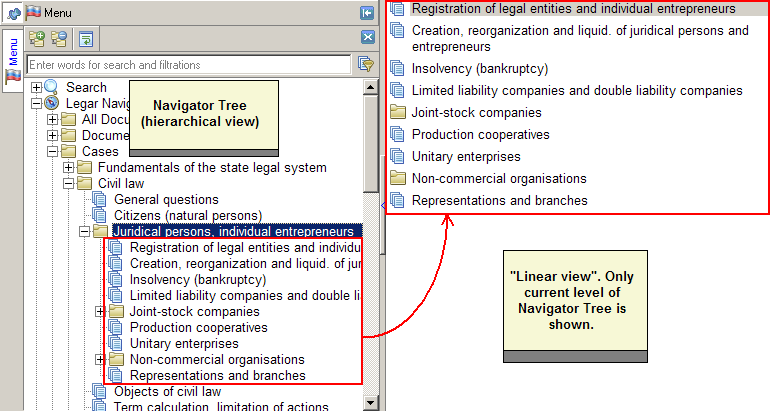 Menu
Menu
Enter words for search and filtrations
Search
Legar Navi
All Docu
Docume
Cases
Fundamentals of the state legal system
Civil law
General questions
Citizens (natural persons)
Juridical persons, individual entrepreneurs
Registration of legal entities and individu
Creation, reorganization and liquid. of jur
Insolvency (bankruptcy)
Limited liability companies and double li
Joint-stock companies
Production cooperatives
Unitary enterprises
Non-commercial organisations
Representations and branches
Objects of civil law
Term calculation, limitation of actions
Navigator Tree
(hierarchical view)
Registration of legal entities and individual entrepreneurs
Creation, reorganization and liquid. of juridical persons and
entrepreneurs
Insolvency (bankruptcy)
Limited liability companies and double liability companies
Joint-stock companies
Production cooperatives
Unitary enterprises
Non-commercial organisations
Representations and branches
"Linear view". Only
current level of
Navigator Tree is
shown.